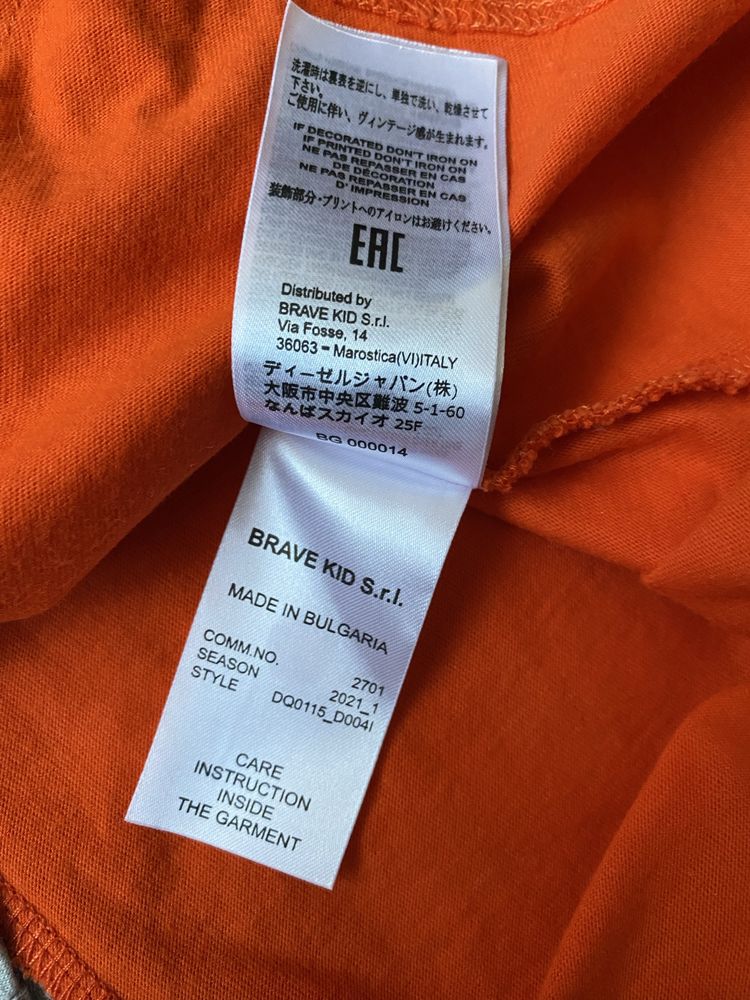 洗濯時は裏表を逆にし、単独で洗い、乾燥させて
下さい。
ご使用に伴い、ヴィンテージ感が生まれます。
IF DECORATED DON'T IRON ON
IF PRINTED DON'T IRON ON
NE PAS REPASSER EN CAS
DE DÉCORATION
NE PAS REPASSER EN CAS
D' IMPRESSION
装飾部分・プリントへのアイロンはお避けください。
EAC
Distributed by
BRAVE KID S.r.l.
Via Fosse, 14
36063 - Marostica(VI)ITALY
ディーゼルジャパン(株)
大阪市中央区難波 5-1-60
なんばスカイオ 25F
BG 000014
BRAVE KID S.r.l.
MADE IN BULGARIA
COMM.NO. 2701
SEASON 2021_1
STYLE DQ0115_D004I
CARE
INSTRUCTION
INSIDE
THE GARMENT